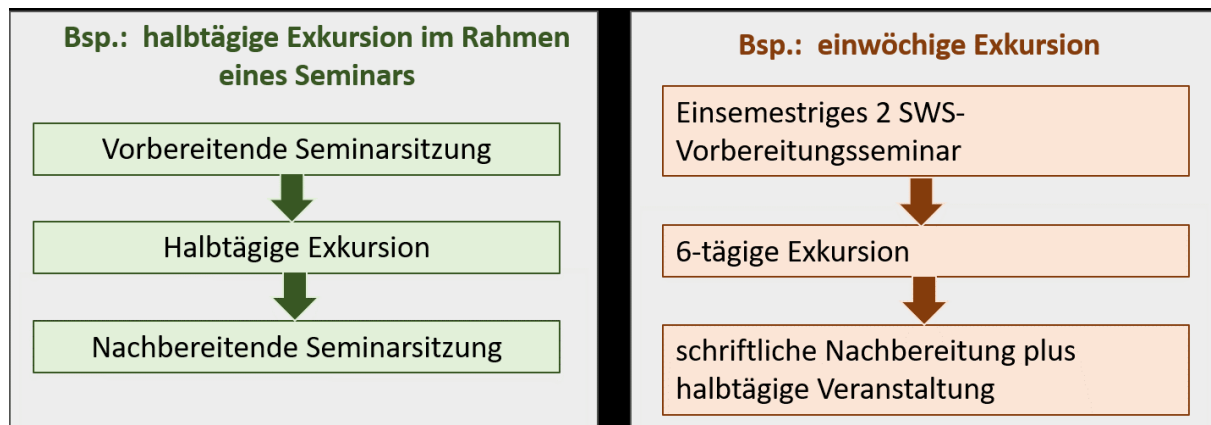 Bsp.: halbtägige Exkursion im Rahmen
eines Seminars
Vorbereitende Seminarsitzung
Halbtägige Exkursion
Nachbereitende Seminarsitzung
Bsp.: einwöchige Exkursion
Einsemestriges 2 SWS-
Vorbereitungsseminar
6-tägige Exkursion
schriftliche Nachbereitung plus
halbtägige Veranstaltung